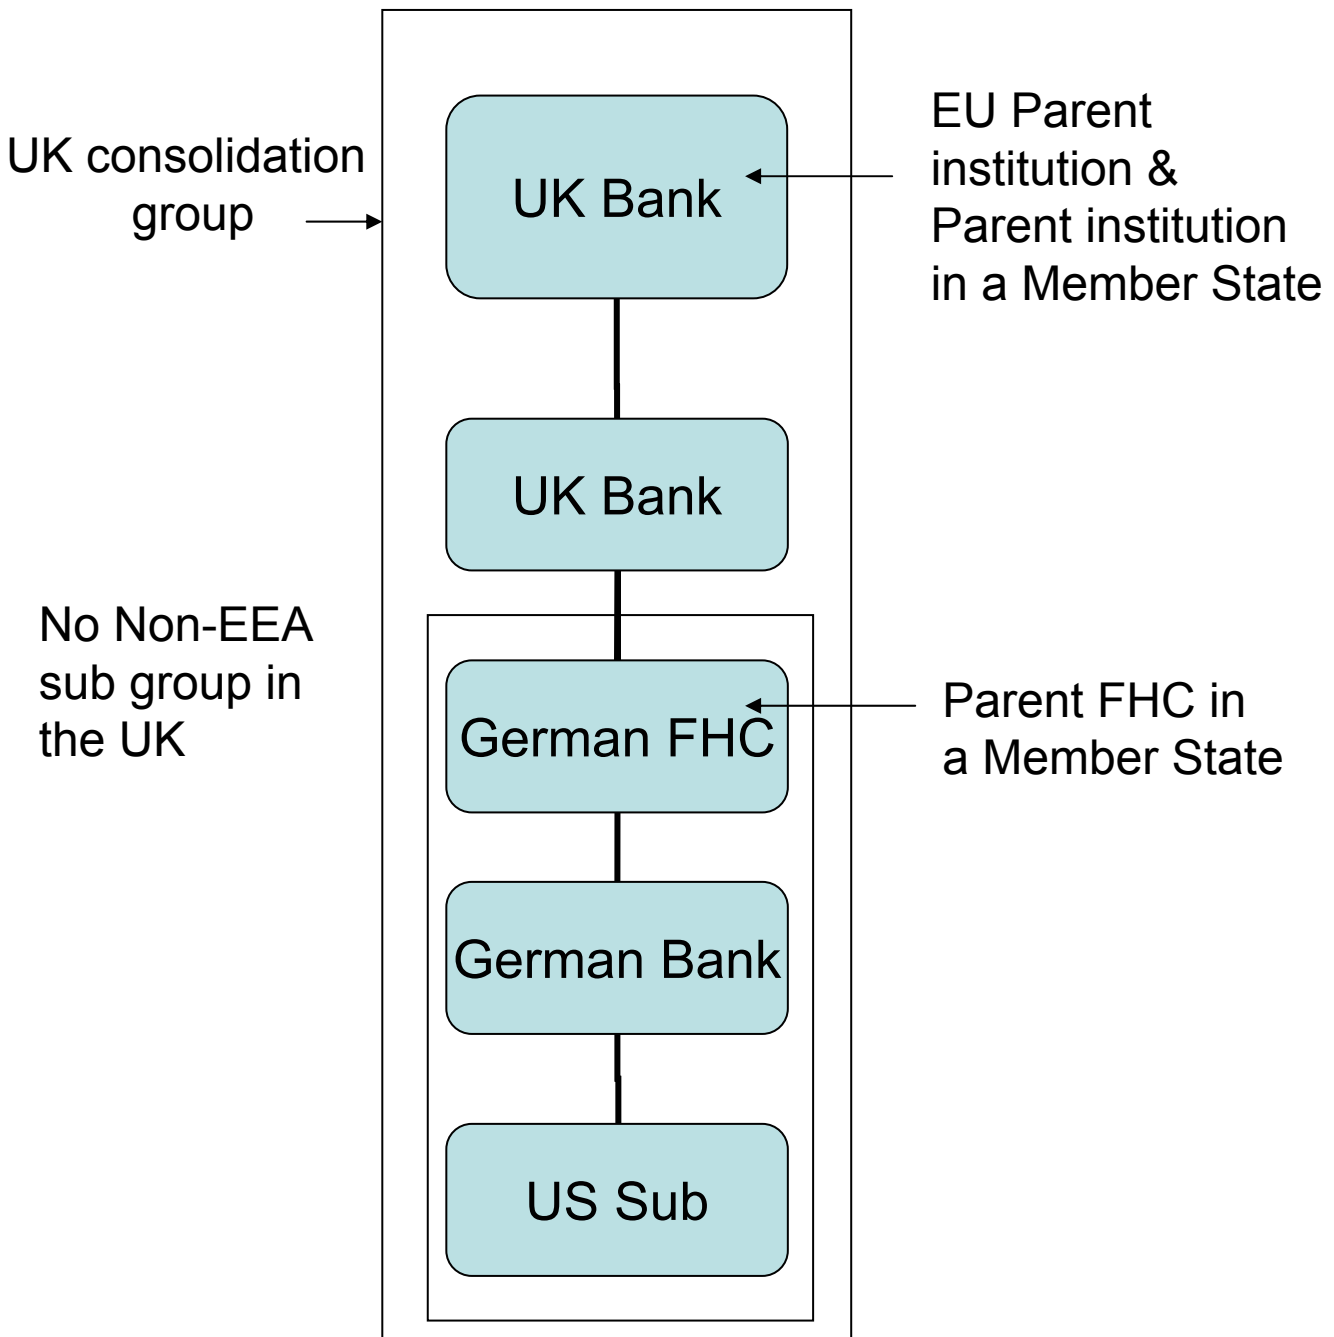 UK consolidation
group
UK Bank
EU Parent
institution &
Parent institution
in a Member State
UK Bank
No Non-EEA
sub group in
the UK
German FHC
Parent FHC in
a Member State
German Bank
US Sub